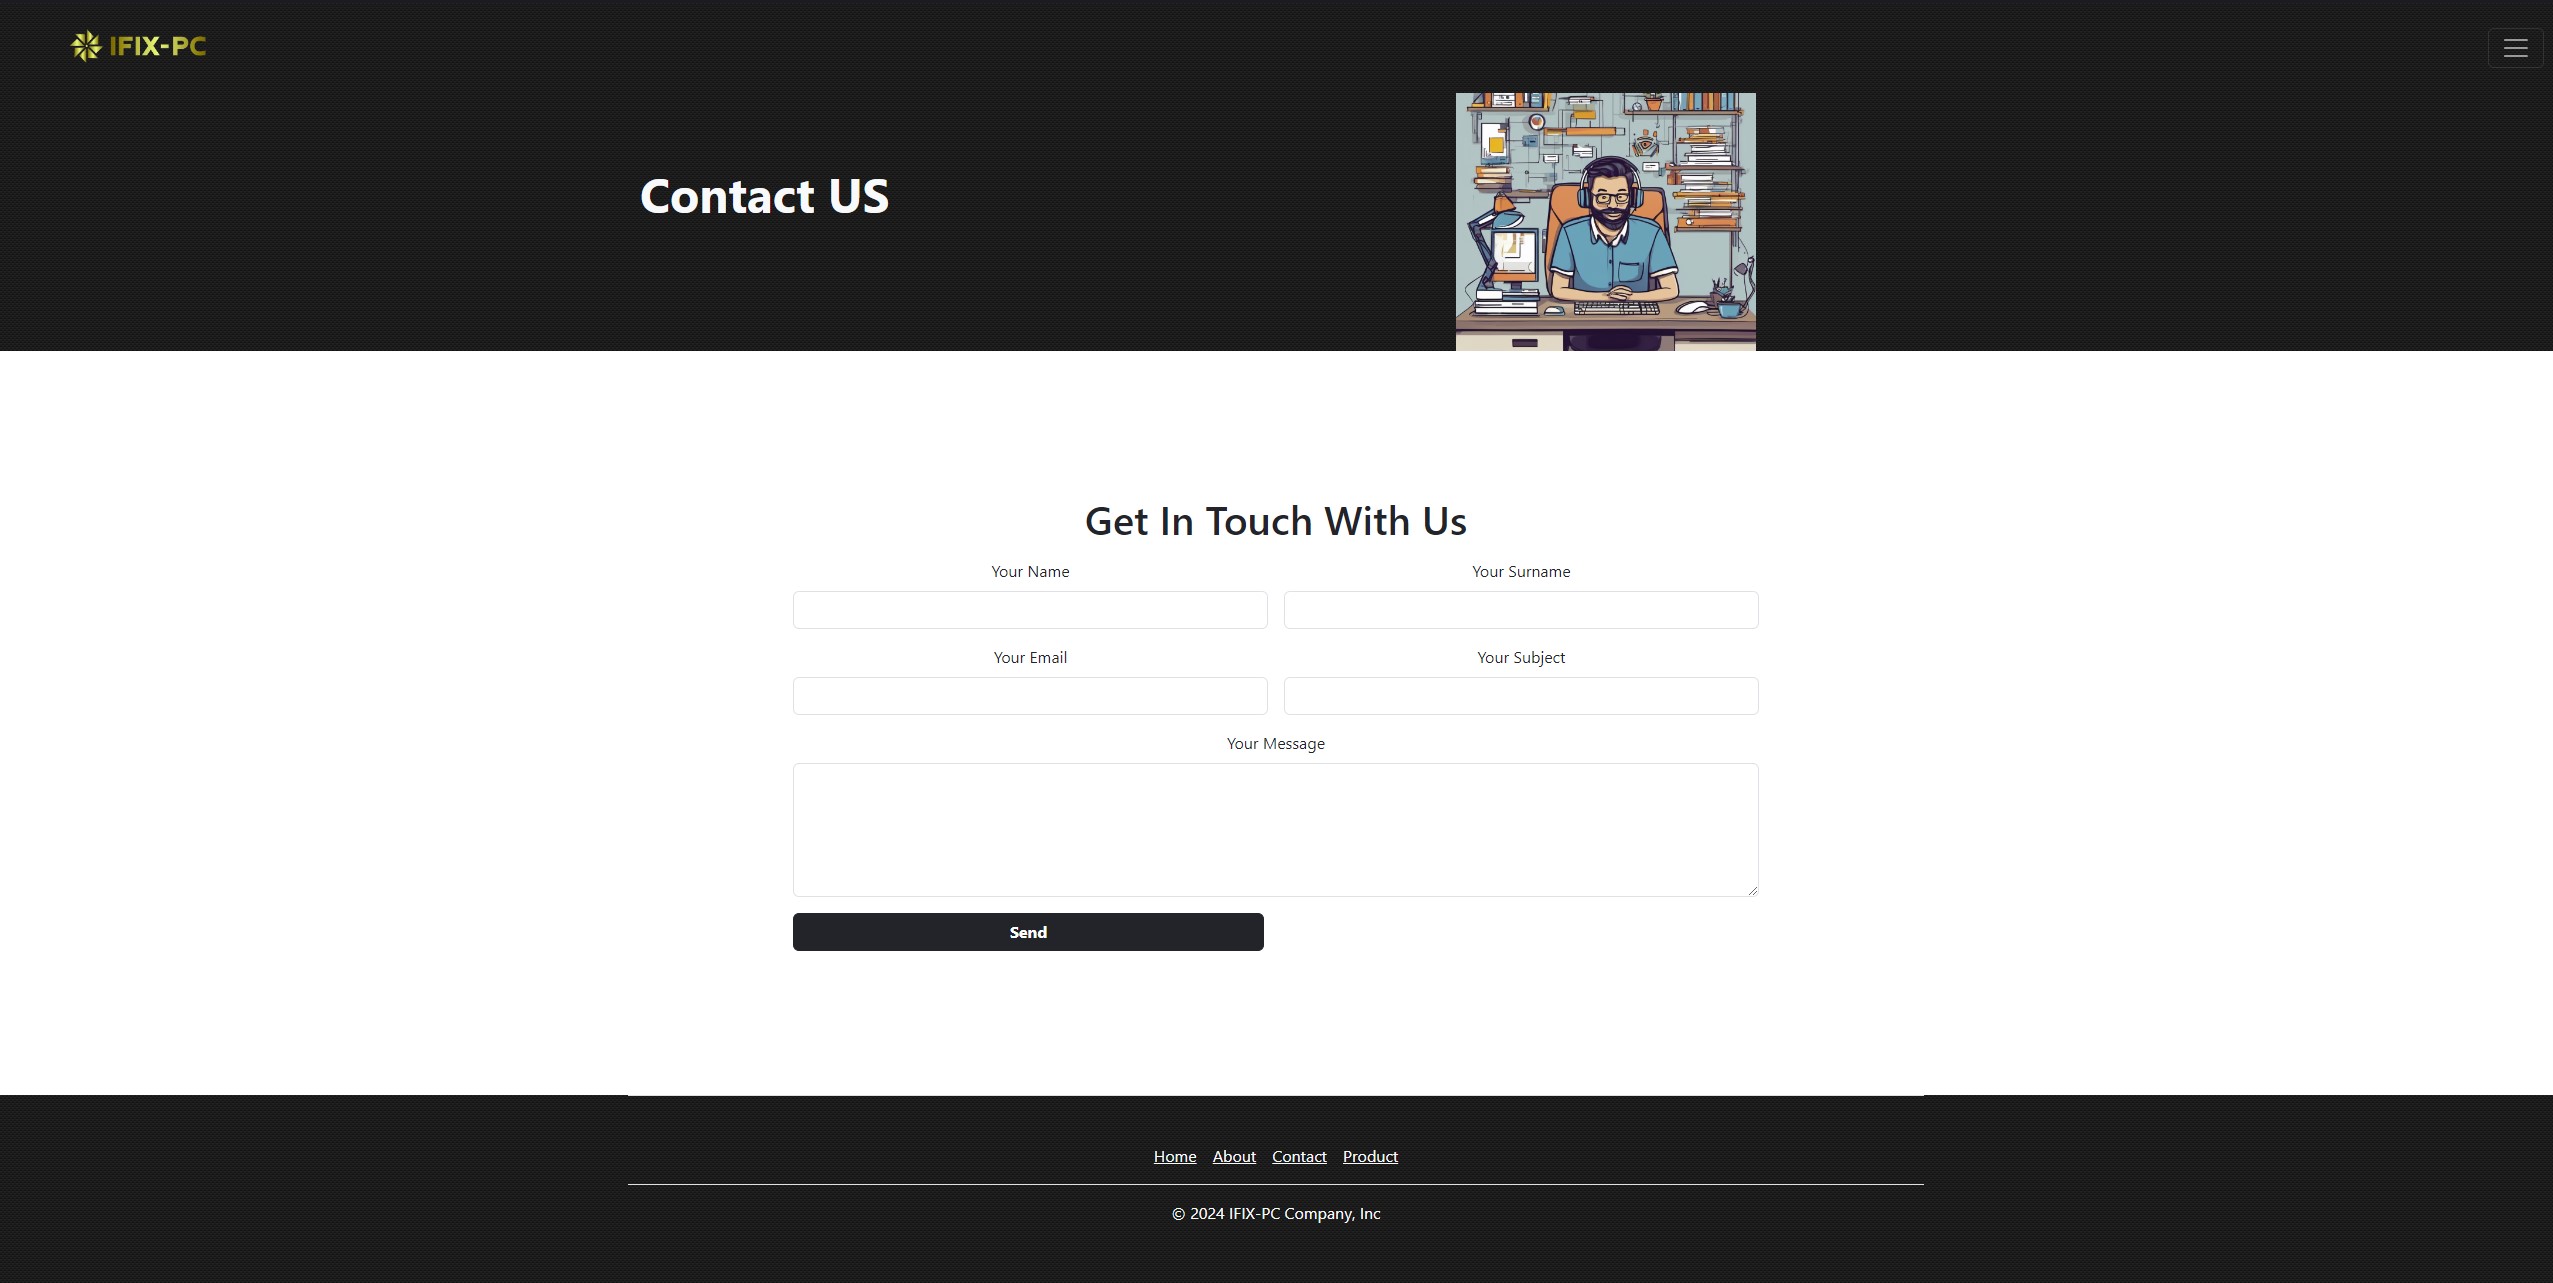 IFIX-PC
Contact US
Get In Touch With Us
Your Name
Your Surname
Your Email
Your Subject
Your Message
Send
Home About Contact Product
© 2024 IFIX-PC Company, Inc